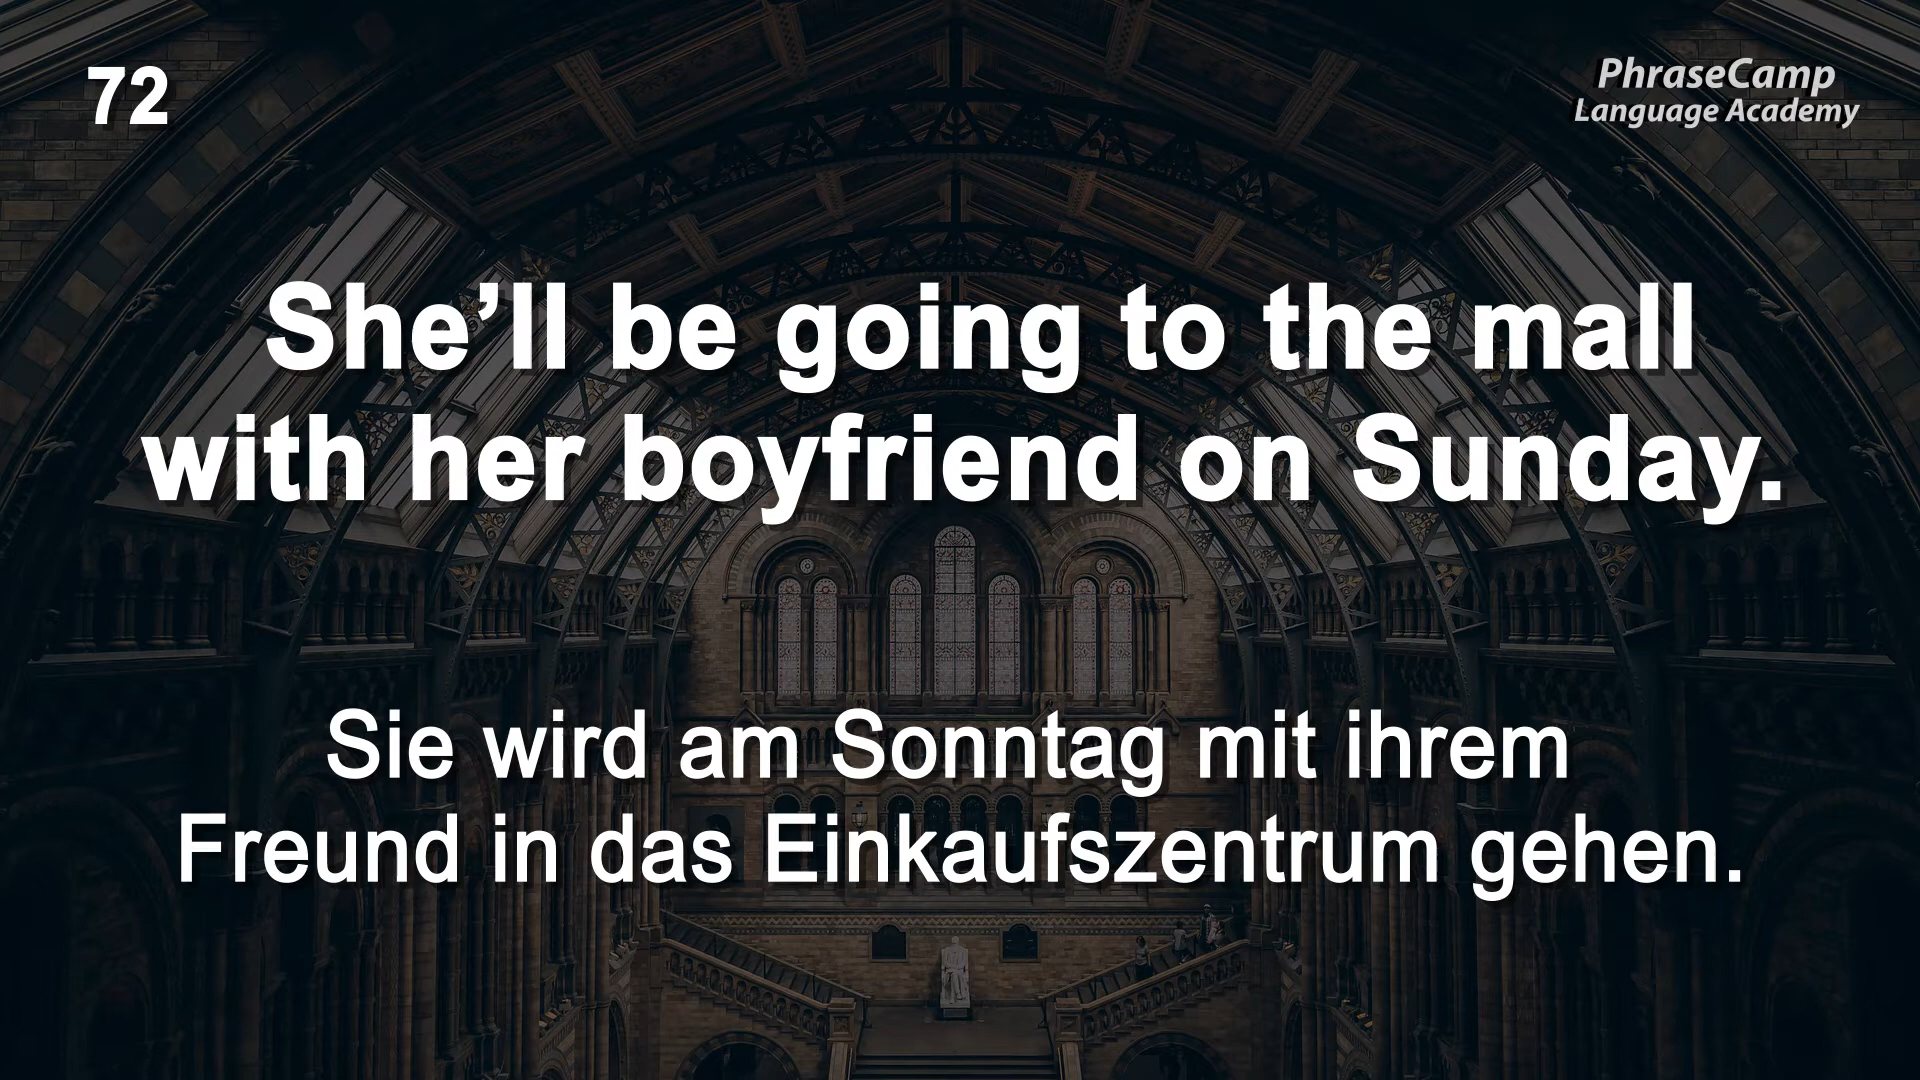 72
PhraseCamp
Language Academy
She’ll be going to the mall
with her boyfriend on Sunday.
Sie wird am Sonntag mit ihrem
Freund in das Einkaufszentrum gehen.